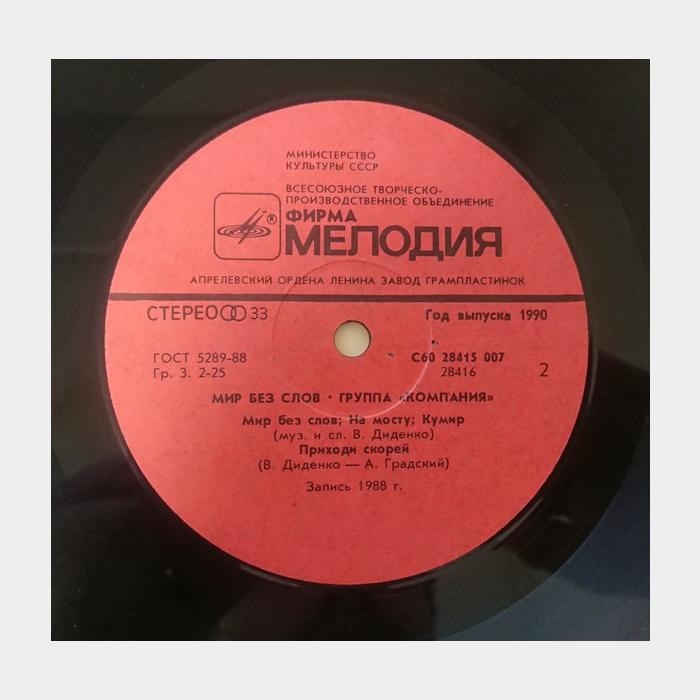 МИНИСТЕРСТВО
КУЛЬТУРЫ СССР
ВСЕСОЮЗНОЕ ТВОРЧЕСКО-
ПРОИЗВОДСТВЕННОЕ ОБЪЕДИНЕНИЕ
ФИРМА
® МЕЛОДИЯ
АПРЕЛЕВСКИЙ ОРДЕНА ЛЕНИНА ЗАВОД ГРАМПЛАСТИНОК
СТЕРЕО 33 Год выпуска 1990
ГОСТ 5289-88 С60 28415 007
Гр. 3. 2-25 28416 2
МИР БЕЗ СЛОВ · ГРУППА «КОМПАНИЯ»
Мир без слов; На мосту; Кумир
(муз. и сл. В. Диденко)
Приходи скорей
(В. Диденко — А. Градский)
Запись 1988 г.